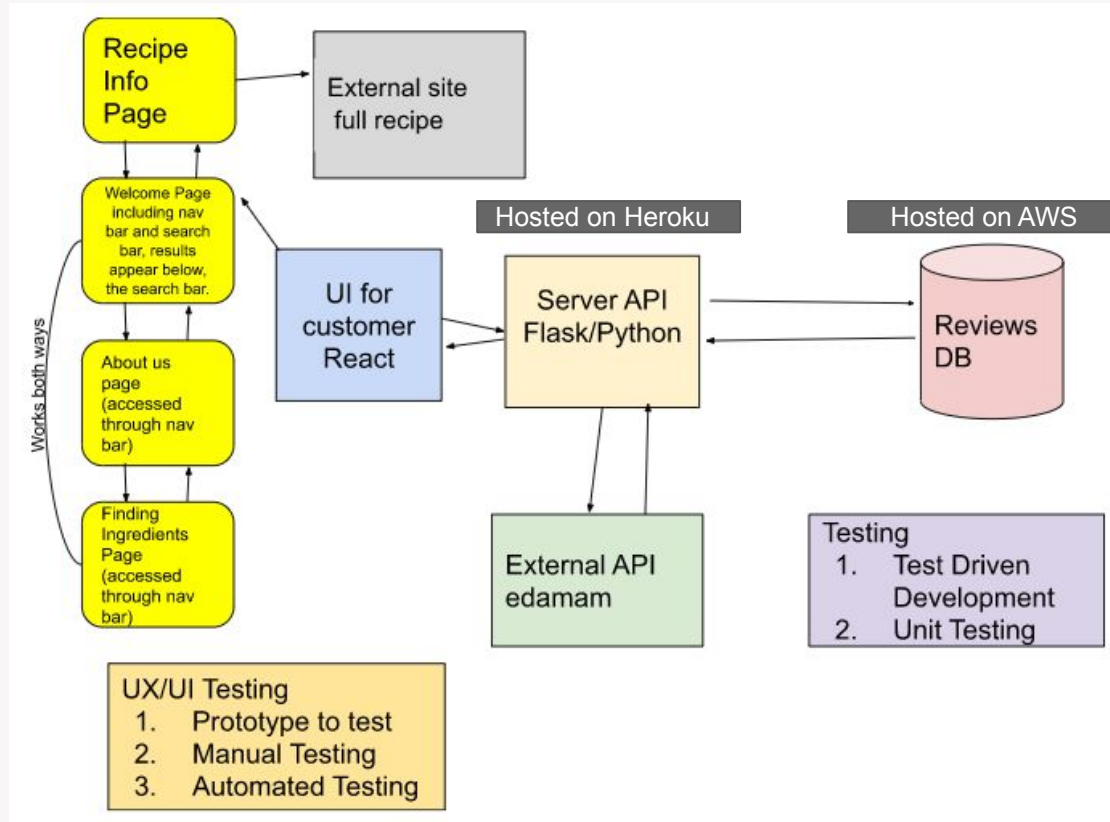 Recipe
Info
Page
External site
full recipe
Welcome Page
including nav
bar and search
bar, results
appear below,
the search bar.
Hosted on Heroku
Hosted on AWS
UI for
customer
React
Server API
Flask/Python
Reviews
DB
Works both ways
About us
page
(accessed
through nav
bar)
Finding
Ingredients
Page
(accessed
through nav
bar)
External API
edamam
Testing
1. Test Driven
Development
2. Unit Testing
UX/UI Testing
1. Prototype to test
2. Manual Testing
3. Automated Testing